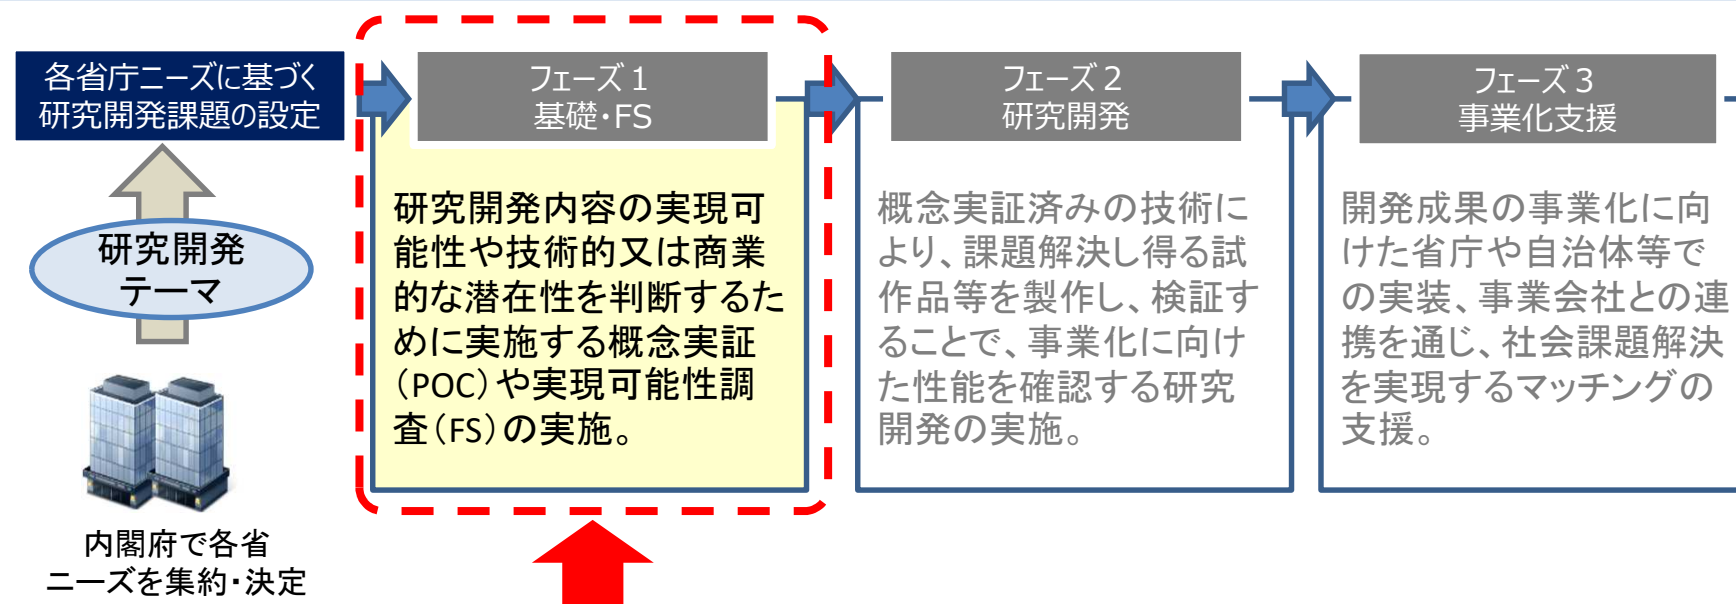 各省庁ニーズに基づく
研究開発課題の設定
研究開発
テーマ
内閣府で各省
ニーズを集約・決定
フェーズ１
基礎・FS
研究開発内容の実現可
能性や技術的又は商業
的な潜在性を判断するた
めに実施する概念実証
（POC）や実現可能性調
査（FS）の実施。
フェーズ２
研究開発
概念実証済みの技術に
より、課題解決し得る試
作品等を製作し、検証す
ることで、事業化に向け
た性能を確認する研究
開発の実施。
フェーズ３
事業化支援
開発成果の事業化に向
けた省庁や自治体等で
の実装、事業会社との連
携を通じ、社会課題解決
を実現するマッチングの
支援。